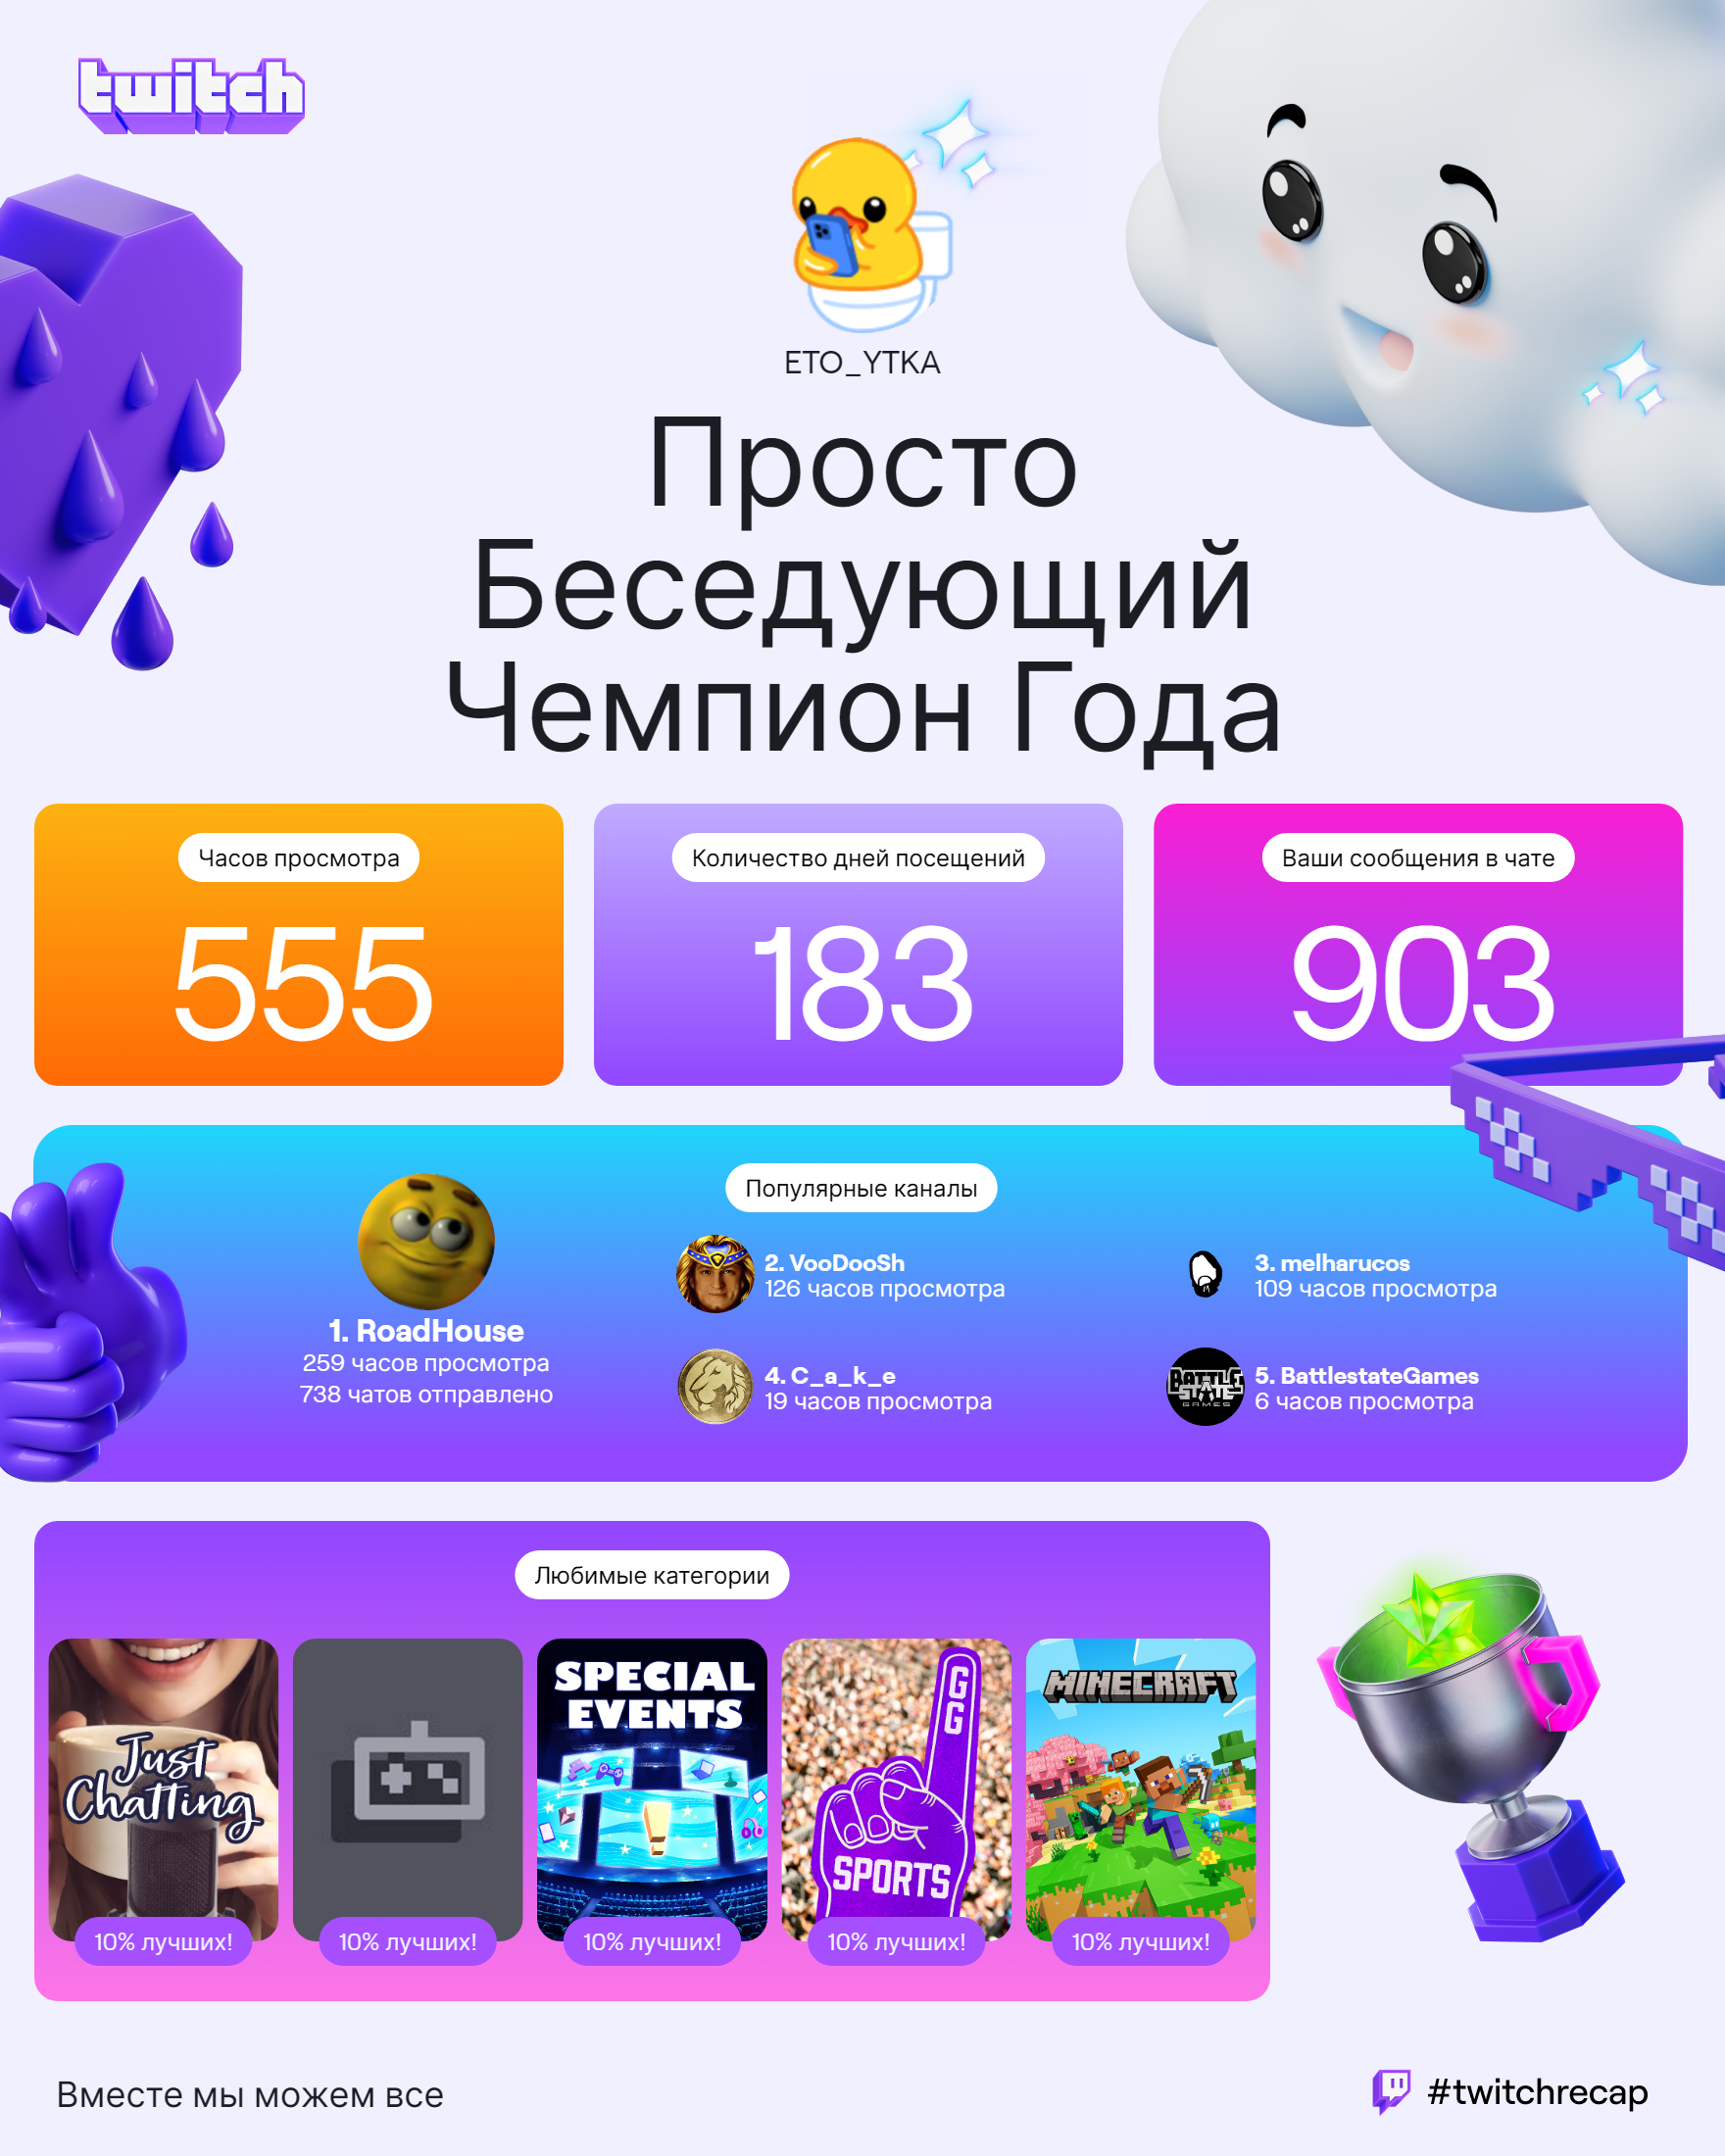 twitch
ETO_YTKA
Просто
Беседующий
Чемпион Года
Часов просмотра
555
Количество дней посещений
183
Ваши сообщения в чате
903
Популярные каналы
1. RoadHouse
259 часов просмотра
738 чатов отправлено
2. VooDooSh
126 часов просмотра
3. melharucos
109 часов просмотра
4. C_a_k_e
19 часов просмотра
BATTLE
STATE
GAMES
5. BattlestateGames
6 часов просмотра
Любимые категории
Just
Chatting
10% лучших!
10% лучших!
SPECIAL
EVENTS
10% лучших!
GG
SPORTS
10% лучших!
MINECRAFT
10% лучших!
Вместе мы можем все
#twitchrecap